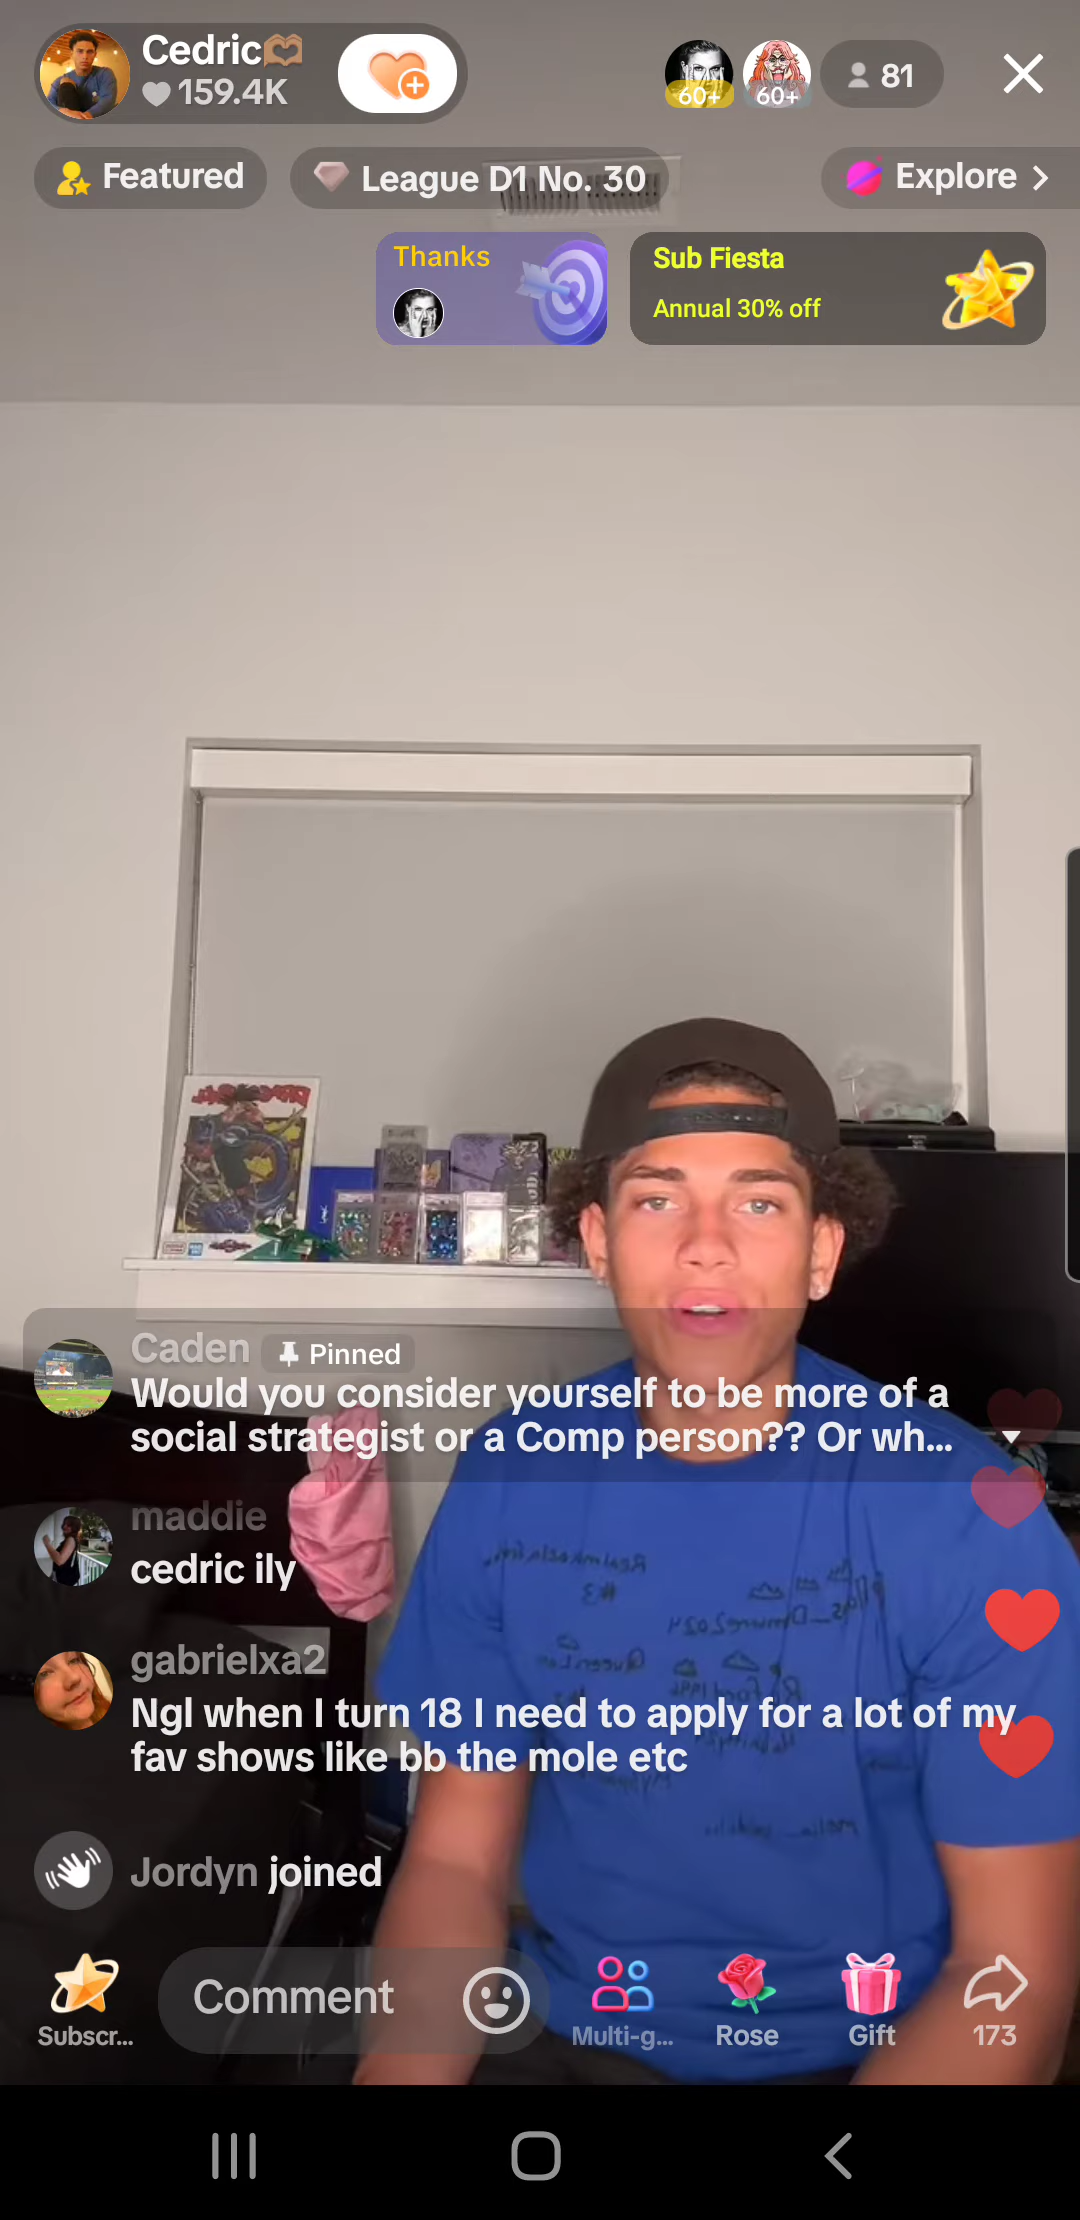 Cedric
159.4K
60+
60+
81
Featured
League D1 No. 30
Explore
Thanks
Sub Fiesta
Annual 30% off
Caden
Pinned
Would you consider yourself to be more of a
social strategist or a Comp person?? Or wh...
maddie
cedric ily
gabrielxa2
Ngl when I turn 18 I need to apply for a lot of my
fav shows like bb the mole etc
Jordyn joined
Subscr...
Comment
Multi-g...
Rose
Gift
173